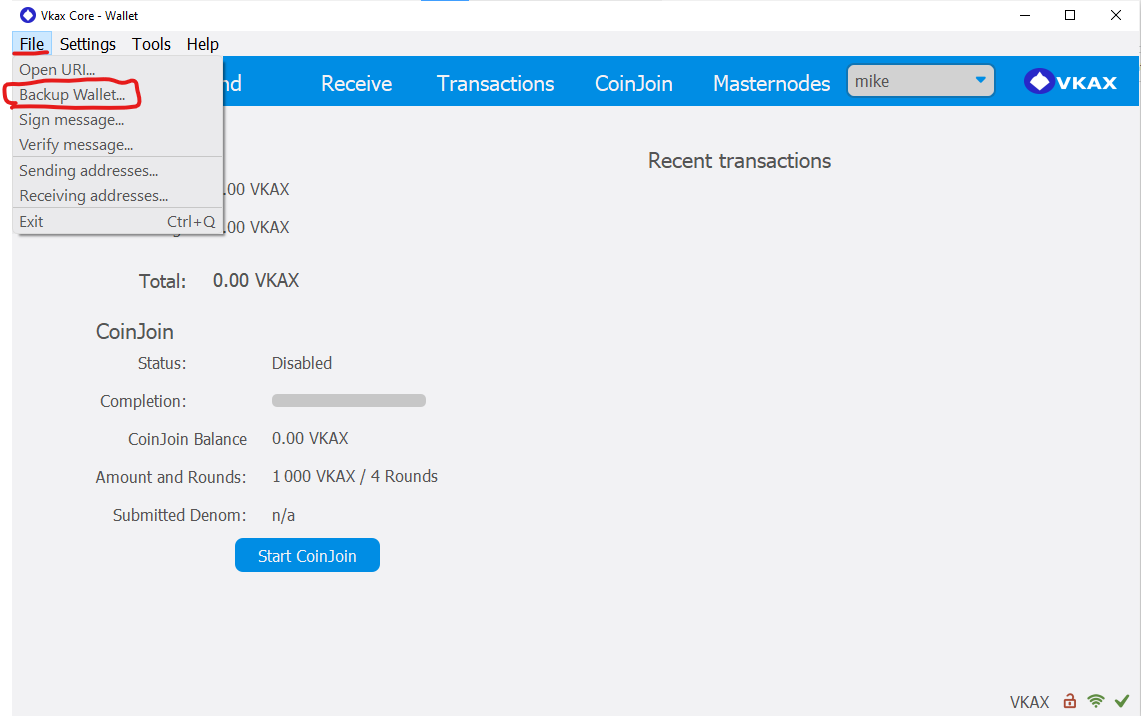 Vkax Core - Wallet
File Settings Tools Help
Open URI...
Backup Wallet...
Sign message...
Verify message...
Sending addresses...
Receiving addresses...
Exit Ctrl+Q
Receive Transactions CoinJoin Masternodes mike VKAX
Recent transactions
.00 VKAX
.00 VKAX
Total: 0.00 VKAX
CoinJoin
Status: Disabled
Completion:
CoinJoin Balance 0.00 VKAX
Amount and Rounds: 1 000 VKAX / 4 Rounds
Submitted Denom: n/a
Start CoinJoin
VKAX